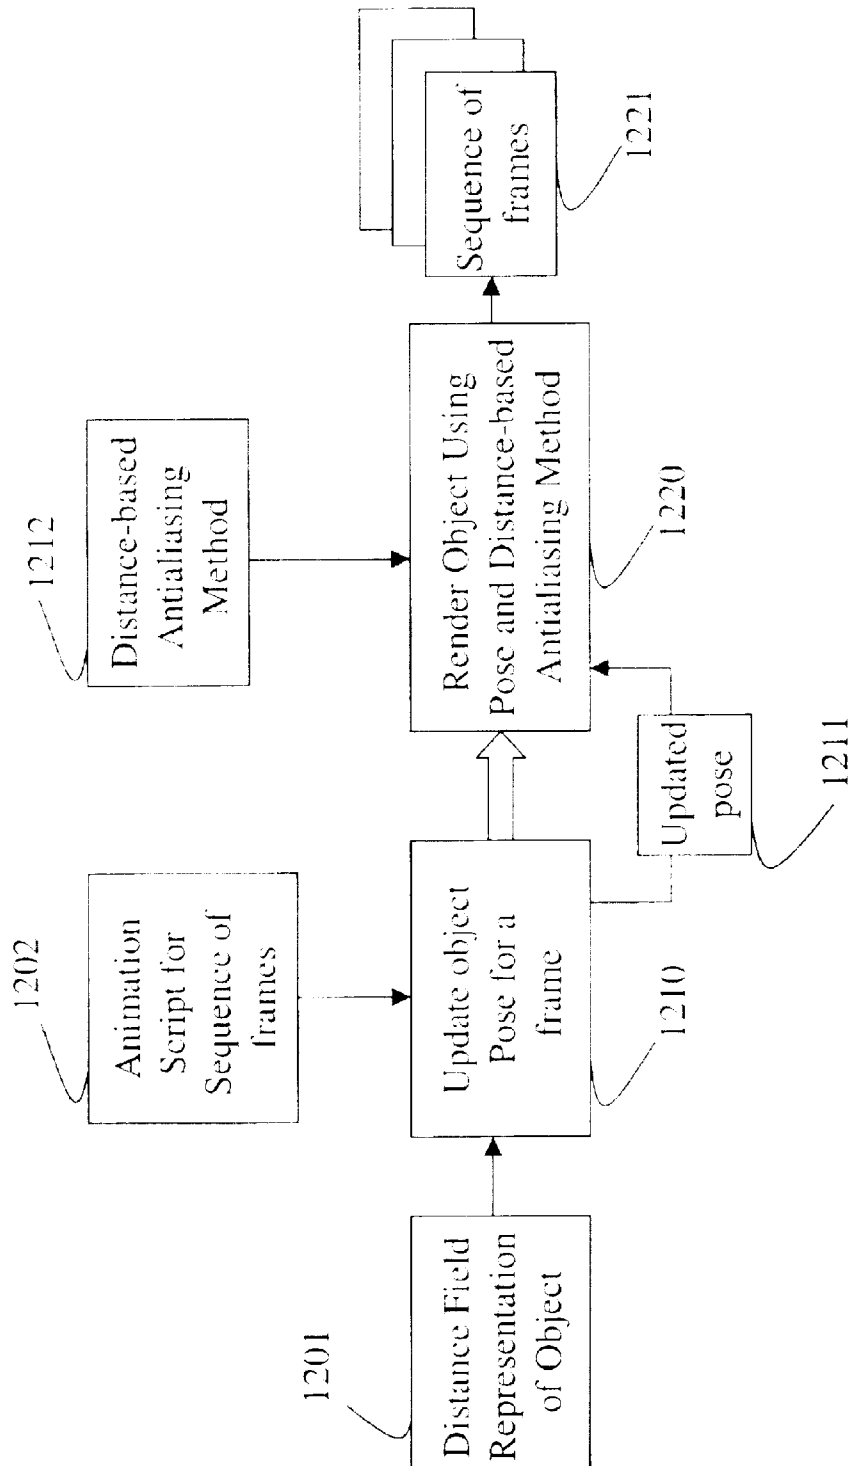 1202
Animation
Script for
Sequence of
frames
1212
Distance-based
Antialiasing
Method
1201
Distance Field
Representation
of Object
Update object
Pose for a
frame
1210
Updated
pose
1211
Render Object Using
Pose and Distance-based
Antialiasing Method
1220
Sequence of
frames
1221